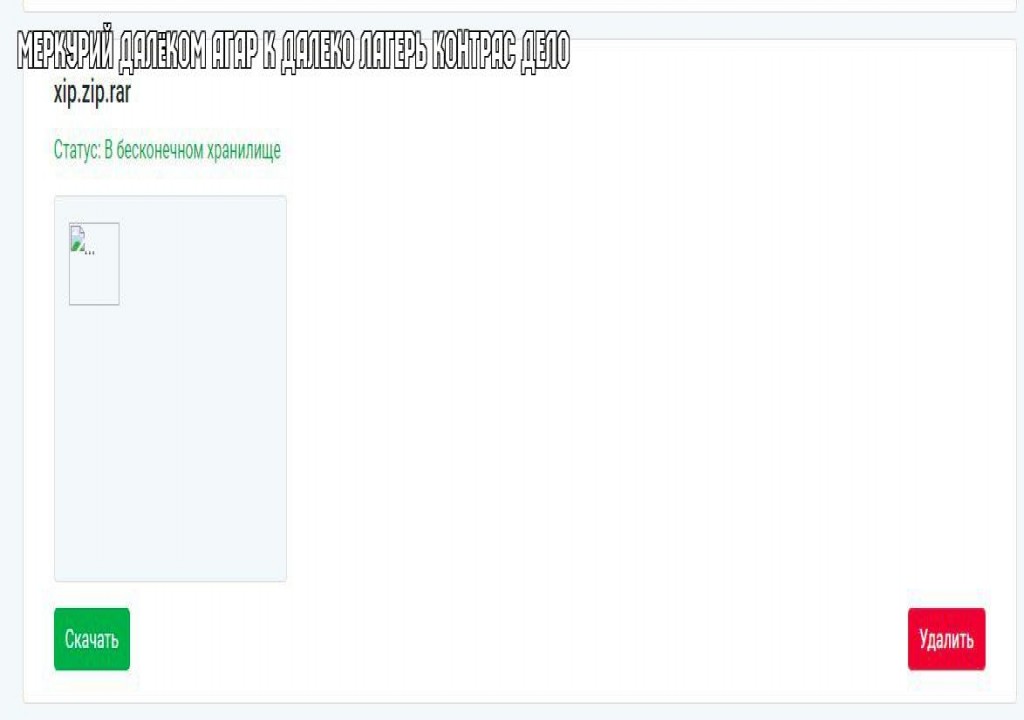 МЕРКУРИЙ ДАЛЁКОМ АГАР К ДАЛЕКО ЛАГЕРЬ КОНТРАС ДЕЛО
xip.zip.rar
Статус: В бесконечном хранилище
...
Скачать
Удалить